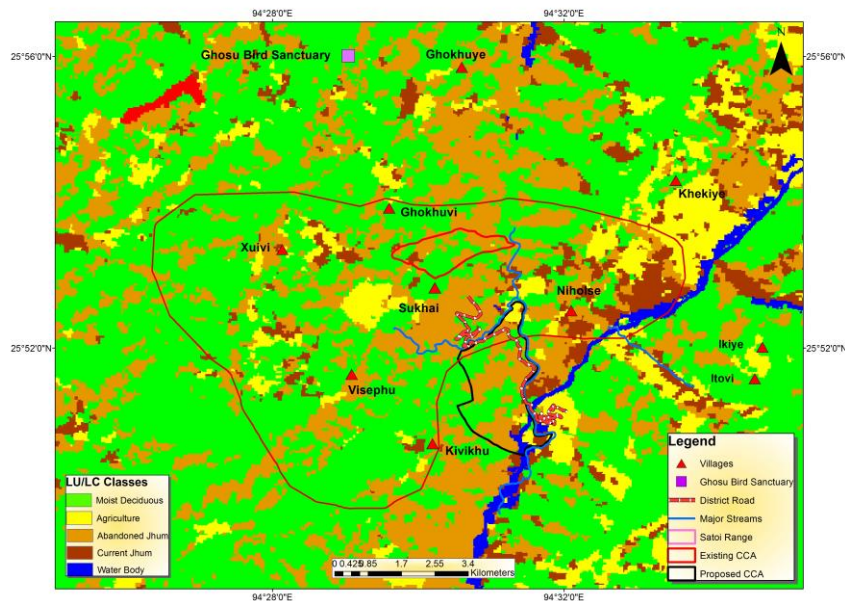 94°28'0"E 94°32'0"E
25°56'0"N 25°56'0"N
N
Ghosu Bird Sanctuary
Ghokhuye
Khekiye
Ghokhuvi
Xuivi
Sukhai
Nihoise
25°52'0"N 25°52'0"N
Ikiye
Itovi
Visephu
Kivikhu
LU/LC Classes
Moist Deciduous
Agriculture
Abandoned Jhum
Current Jhum
Water Body
0 0.425 0.85 1.7 2.55 3.4
Kilometers
Legend
Villages
Ghosu Bird Sanctuary
District Road
Major Streams
Satoi Range
Existing CCA
Proposed CCA
94°28'0"E 94°32'0"E